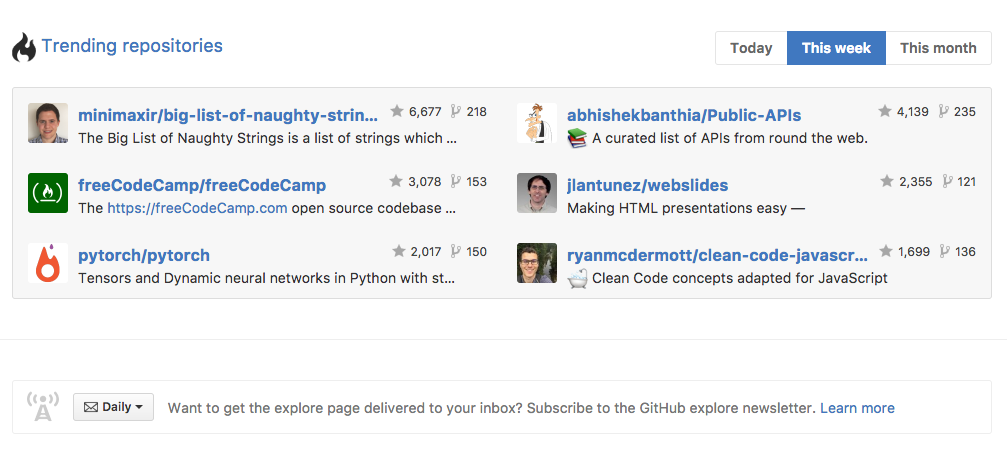 Trending repositories
Today This week This month
minimaxir/big-list-of-naughty-strin... 6,677 218
The Big List of Naughty Strings is a list of strings which ...
abhishekbanthia/Public-APIs 4,139 235
A curated list of APIs from round the web.
freeCodeCamp/freeCodeCamp 3,078 153
The https://freeCodeCamp.com open source codebase ...
jlantunez/webslides 2,355 121
Making HTML presentations easy —
pytorch/pytorch 2,017 150
Tensors and Dynamic neural networks in Python with st...
ryanmcdermott/clean-code-javascr... 1,699 136
Clean Code concepts adapted for JavaScript
Daily Want to get the explore page delivered to your inbox? Subscribe to the GitHub explore newsletter. Learn more